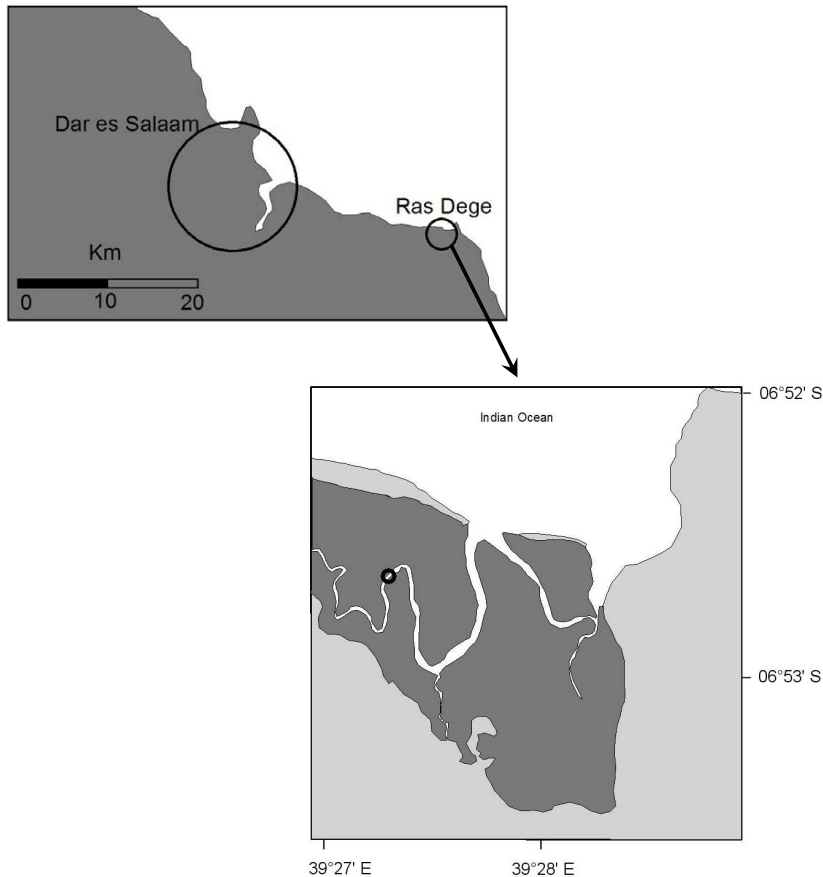 Dar es Salaam
Ras Dege
Km
0 10 20
Indian Ocean
06°52' S
06°53' S
39°27' E 39°28' E